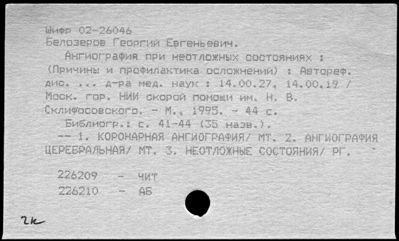 Шифр 02-26046
Белозеров Георгий Евгеньевич.
Ангиография при неотложных состояниях :
(Причины и профилактика осложнений) : Автореф.
дис. ... д-ра мед. наук : 14.00.27, 14.00.19 /
Моск. гор. НИИ скорой помощи им. Н. В.
Склифосовского. - М., 1995. - 44 с.
Библиогр.: с. 41-44 (35 назв.).
-- 1. КОРОНАРНАЯ АНГИОГРАФИЯ/ МТ. 2. АНГИОГРАФИЯ
ЦЕРЕБРАЛЬНАЯ/ МТ. 3. НЕОТЛОЖНЫЕ СОСТОЯНИЯ/ РГ.
226209 - ЧИТ
226210 - АБ
2к